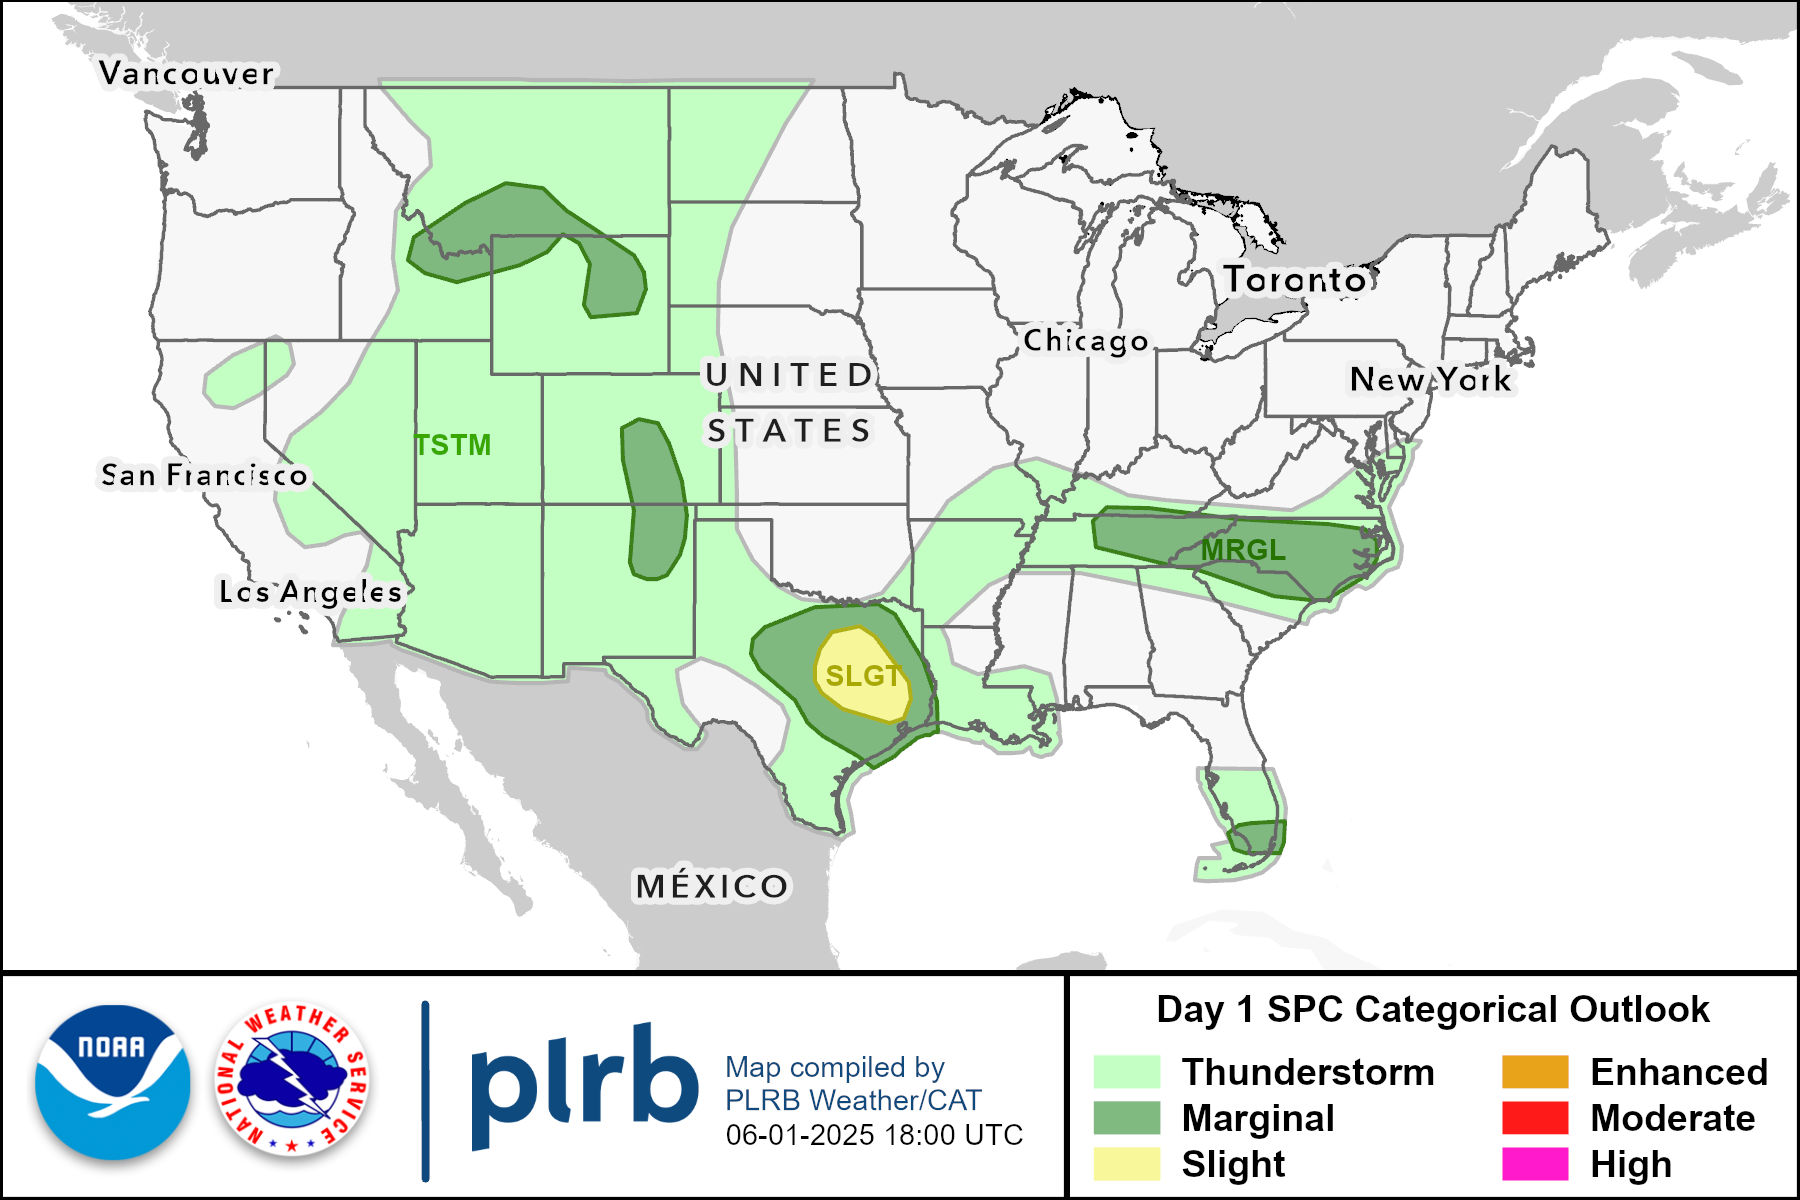 Vancouver
Toronto
Chicago
UNITED
New York
STATES
TSTM
San Francisco
MRGL
Los Angeles
SLGT
MÉXICO
NOAA
NATIONAL WEATHER SERVICE
plrb
Map compiled by
PLRB Weather/CAT
06-01-2025 18:00 UTC
Day 1 SPC Categorical Outlook
Thunderstorm
Enhanced
Marginal
Moderate
Slight
High